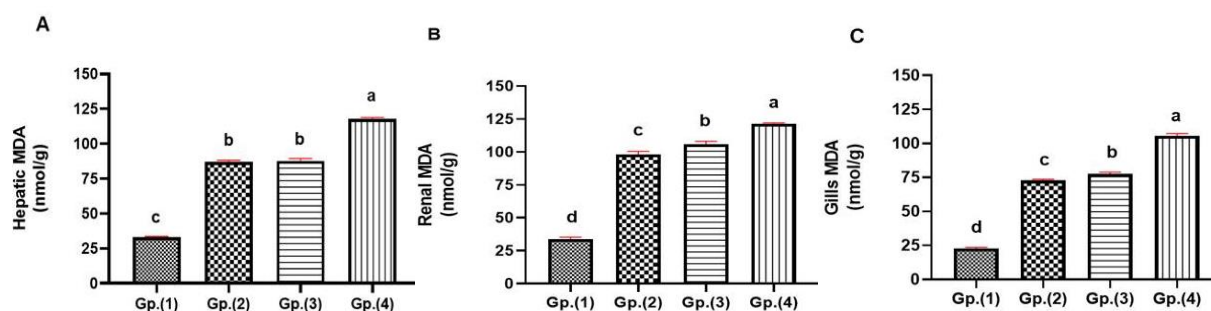 A
Hepatic MDA
(nmol/g)
150
125
100
75
50
25
0
c
b
b
a
Gp.(1)
Gp.(2)
Gp.(3)
Gp.(4)
B
Renal MDA
(nmol/g)
150
125
100
75
50
25
0
d
c
b
a
Gp.(1)
Gp.(2)
Gp.(3)
Gp.(4)
C
Gills MDA
(nmol/g)
150
125
100
75
50
25
0
d
c
b
a
Gp.(1)
Gp.(2)
Gp.(3)
Gp.(4)